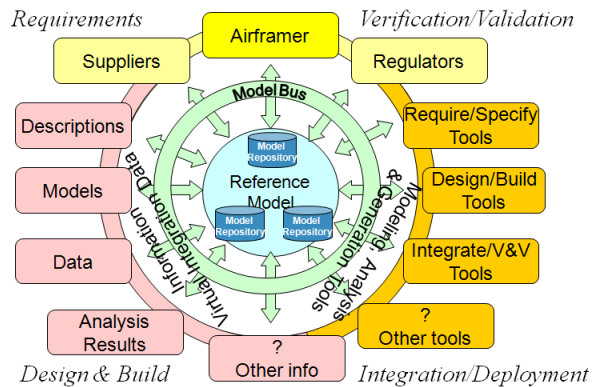 Requirements
Verification/Validation
Airframer
Suppliers
Regulators
Model Bus
Descriptions
Require/Specify
Tools
Model
Repository
Reference
Model
Models
Design/Build
Tools
Model
Repository
Model
Repository
Virtual Integration Data
Information
Modeling, Analysis
& Generation Tools
Data
Integrate/V&V
Tools
Analysis
Results
?
Other info
?
Other tools
Design & Build
Integration/Deployment